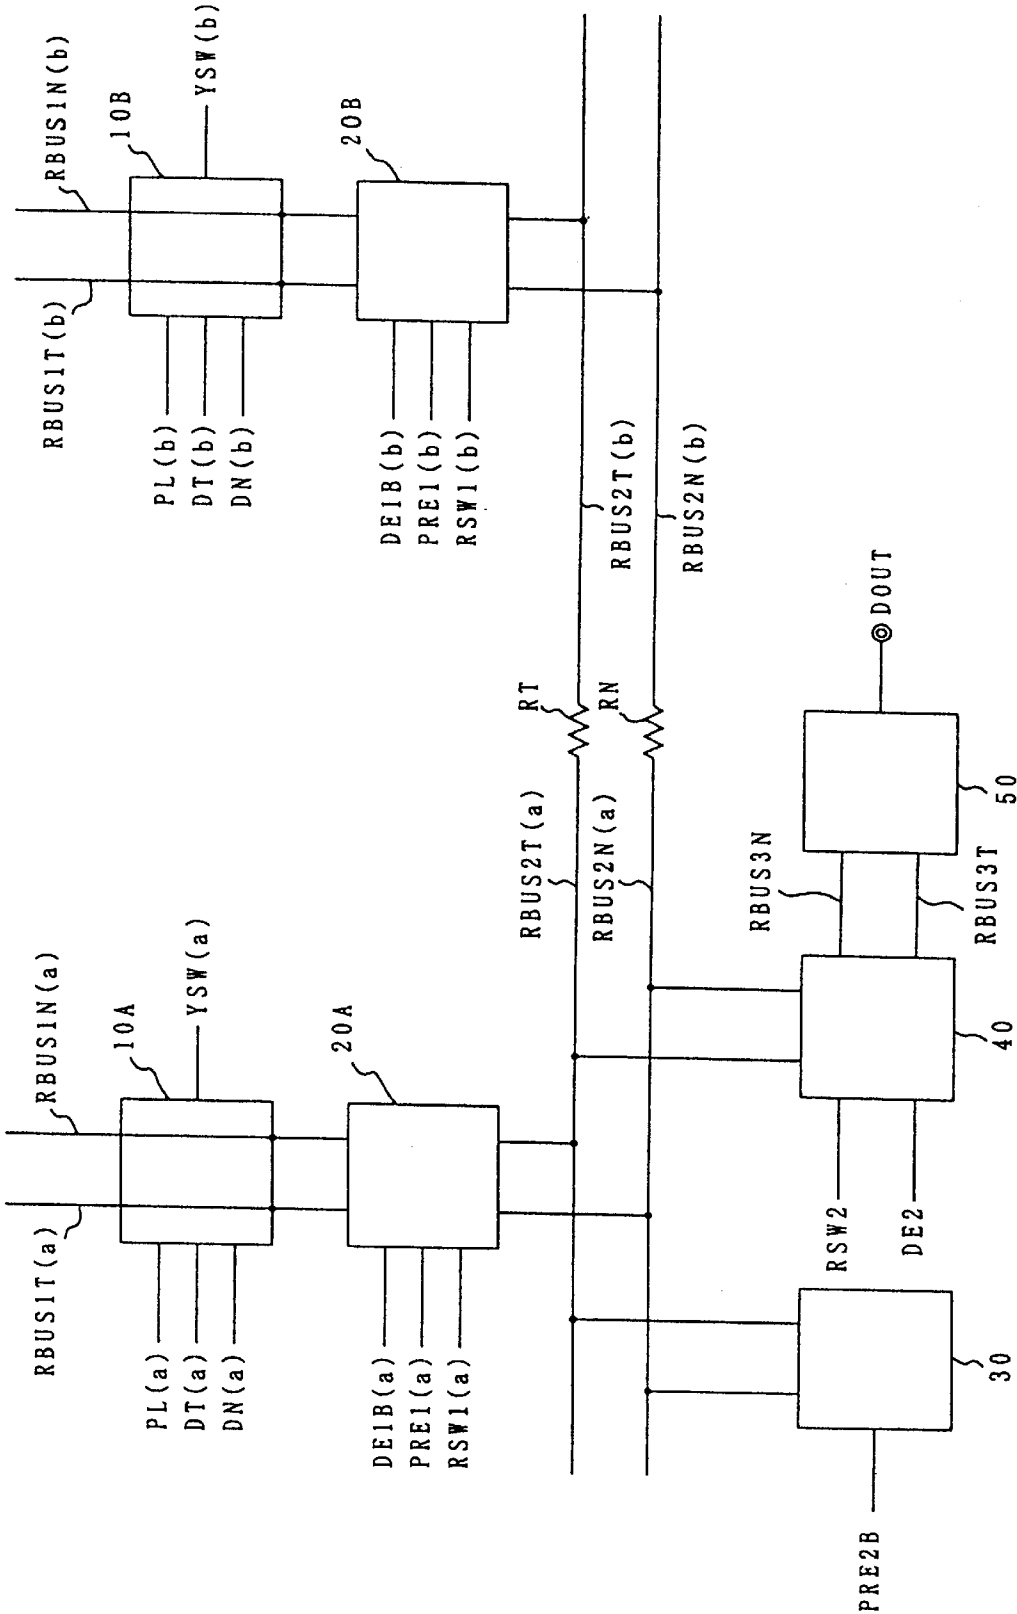 RBUS1N(b)
10B
YSW(b)
RBUS1T(b)
PL(b)
DT(b)
DN(b)
20B
DE1B(b)
PRE1(b)
RSW1(b)
RBUS2T(b)
RBUS2N(b)
RT
RN
RBUS2T(a)
RBUS2N(a)
RBUS1N(a)
10A
YSW(a)
RBUS1T(a)
PL(a)
DT(a)
DN(a)
20A
DE1B(a)
PRE1(a)
RSW1(a)
DOUT
50
RBUS3N
RBUS3T
40
RSW2
DE2
30
PRE2B